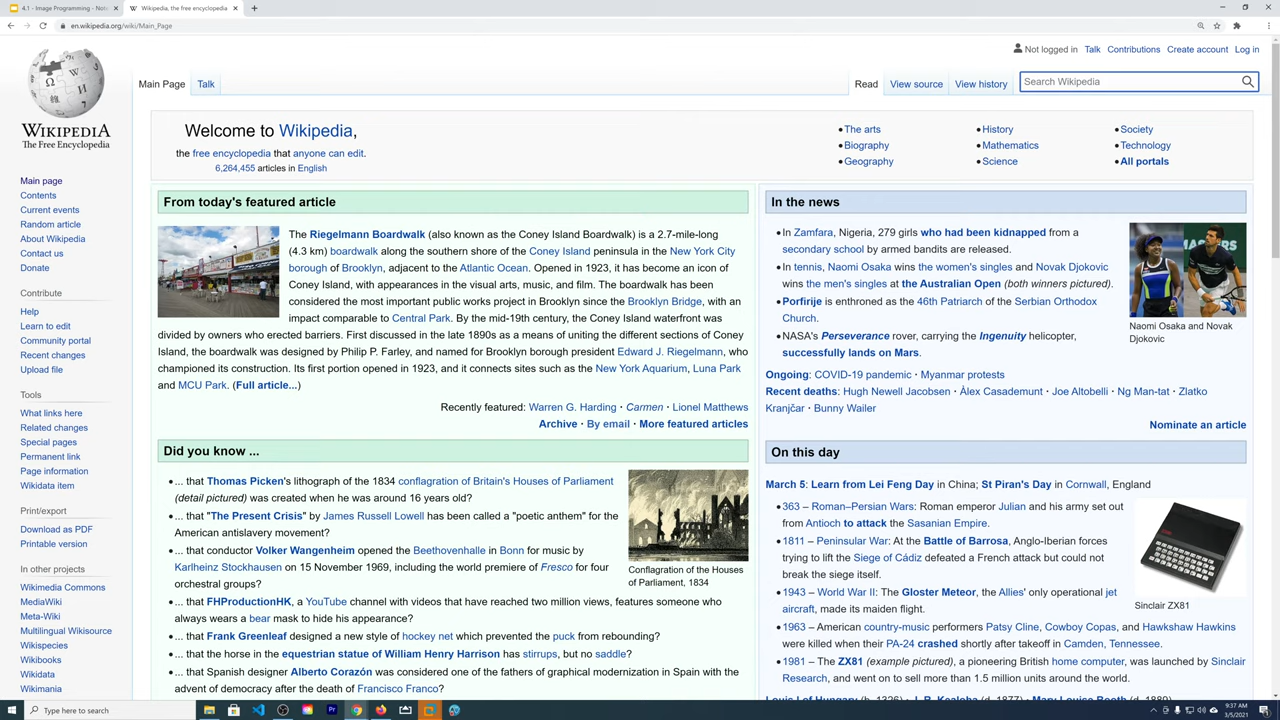 4.1 - Image Programming - Not
Wikipedia, the free encyclopedia
en.wikipedia.org/wiki/Main_Page
Not logged in Talk Contributions Create account Log in
Main Page Talk Read View source View history Search Wikipedia
WIKIPEDIA
The Free Encyclopedia
Main page
Contents
Current events
Random article
About Wikipedia
Contact us
Donate
Contribute
Help
Learn to edit
Community portal
Recent changes
Upload file
Tools
What links here
Related changes
Special pages
Permanent link
Page information
Wikidata item
Print/export
Download as PDF
Printable version
In other projects
Wikimedia Commons
MediaWiki
Meta-Wiki
Multilingual Wikisource
Wikispecies
Wikibooks
Wikidata
Wikimania
Welcome to Wikipedia,
the free encyclopedia that anyone can edit.
6,264,455 articles in English
•The arts
•Biography
•Geography
•History
•Mathematics
•Science
•Society
•Technology
•All portals
From today's featured article
The Riegelmann Boardwalk (also known as the Coney Island Boardwalk) is a 2.7-mile-long
(4.3 km) boardwalk along the southern shore of the Coney Island peninsula in the New York City
borough of Brooklyn, adjacent to the Atlantic Ocean. Opened in 1923, it has become an icon of
Coney Island, with appearances in the visual arts, music, and film. The boardwalk has been
considered the most important public works project in Brooklyn since the Brooklyn Bridge, with an
impact comparable to Central Park. By the mid-19th century, the Coney Island waterfront was
divided by owners who erected barriers. First discussed in the late 1890s as a means of uniting the different sections of Coney
Island, the boardwalk was designed by Philip P. Farley, and named for Brooklyn borough president Edward J. Riegelmann, who
championed its construction. Its first portion opened in 1923, and it connects sites such as the New York Aquarium, Luna Park
and MCU Park. (Full article...)
Recently featured: Warren G. Harding · Carmen · Lionel Matthews
Archive · By email · More featured articles
Did you know ...
•... that Thomas Picken's lithograph of the 1834 conflagration of Britain's Houses of Parliament
(detail pictured) was created when he was around 16 years old?
•... that "The Present Crisis" by James Russell Lowell has been called a "poetic anthem" for the
American antislavery movement?
•... that conductor Volker Wangenheim opened the Beethovenhalle in Bonn for music by
Karlheinz Stockhausen on 15 November 1969, including the world premiere of Fresco for four
orchestral groups?
•... that FHProductionHK, a YouTube channel with videos that have reached two million views, features someone who
always wears a bear mask to hide his appearance?
•... that Frank Greenleaf designed a new style of hockey net which prevented the puck from rebounding?
•... that the horse in the equestrian statue of William Henry Harrison has stirrups, but no saddle?
•... that Spanish designer Alberto Corazón was considered one of the fathers of graphical modernization in Spain with the
advent of democracy after the death of Francisco Franco?
Conflagration of the Houses
of Parliament, 1834
In the news
•In Zamfara, Nigeria, 279 girls who had been kidnapped from a
secondary school by armed bandits are released.
•In tennis, Naomi Osaka wins the women's singles and Novak Djokovic
wins the men's singles at the Australian Open (both winners pictured).
•Porfirije is enthroned as the 46th Patriarch of the Serbian Orthodox
Church.
•NASA's Perseverance rover, carrying the Ingenuity helicopter,
successfully lands on Mars.
Naomi Osaka and Novak
Djokovic
Ongoing: COVID-19 pandemic · Myanmar protests
Recent deaths: Hugh Newell Jacobsen · Àlex Casademunt · Joe Altobelli · Ng Man-tat · Zlatko
Kranjčar · Bunny Wailer
Nominate an article
On this day
March 5: Learn from Lei Feng Day in China; St Piran's Day in Cornwall, England
•363 – Roman–Persian Wars: Roman emperor Julian and his army set out
from Antioch to attack the Sasanian Empire.
•1811 – Peninsular War: At the Battle of Barrosa, Anglo-Iberian forces
trying to lift the Siege of Cádiz defeated a French attack but could not
break the siege itself.
•1943 – World War II: The Gloster Meteor, the Allies' only operational jet
aircraft, made its maiden flight.
•1963 – American country-music performers Patsy Cline, Cowboy Copas, and Hawkshaw Hawkins
were killed when their PA-24 crashed shortly after takeoff in Camden, Tennessee.
•1981 – The ZX81 (example pictured), a pioneering British home computer, was launched by Sinclair
Research, and went on to sell more than 1.5 million units around the world.
Sinclair ZX81
Type here to search
9:37 AM
3/5/2021